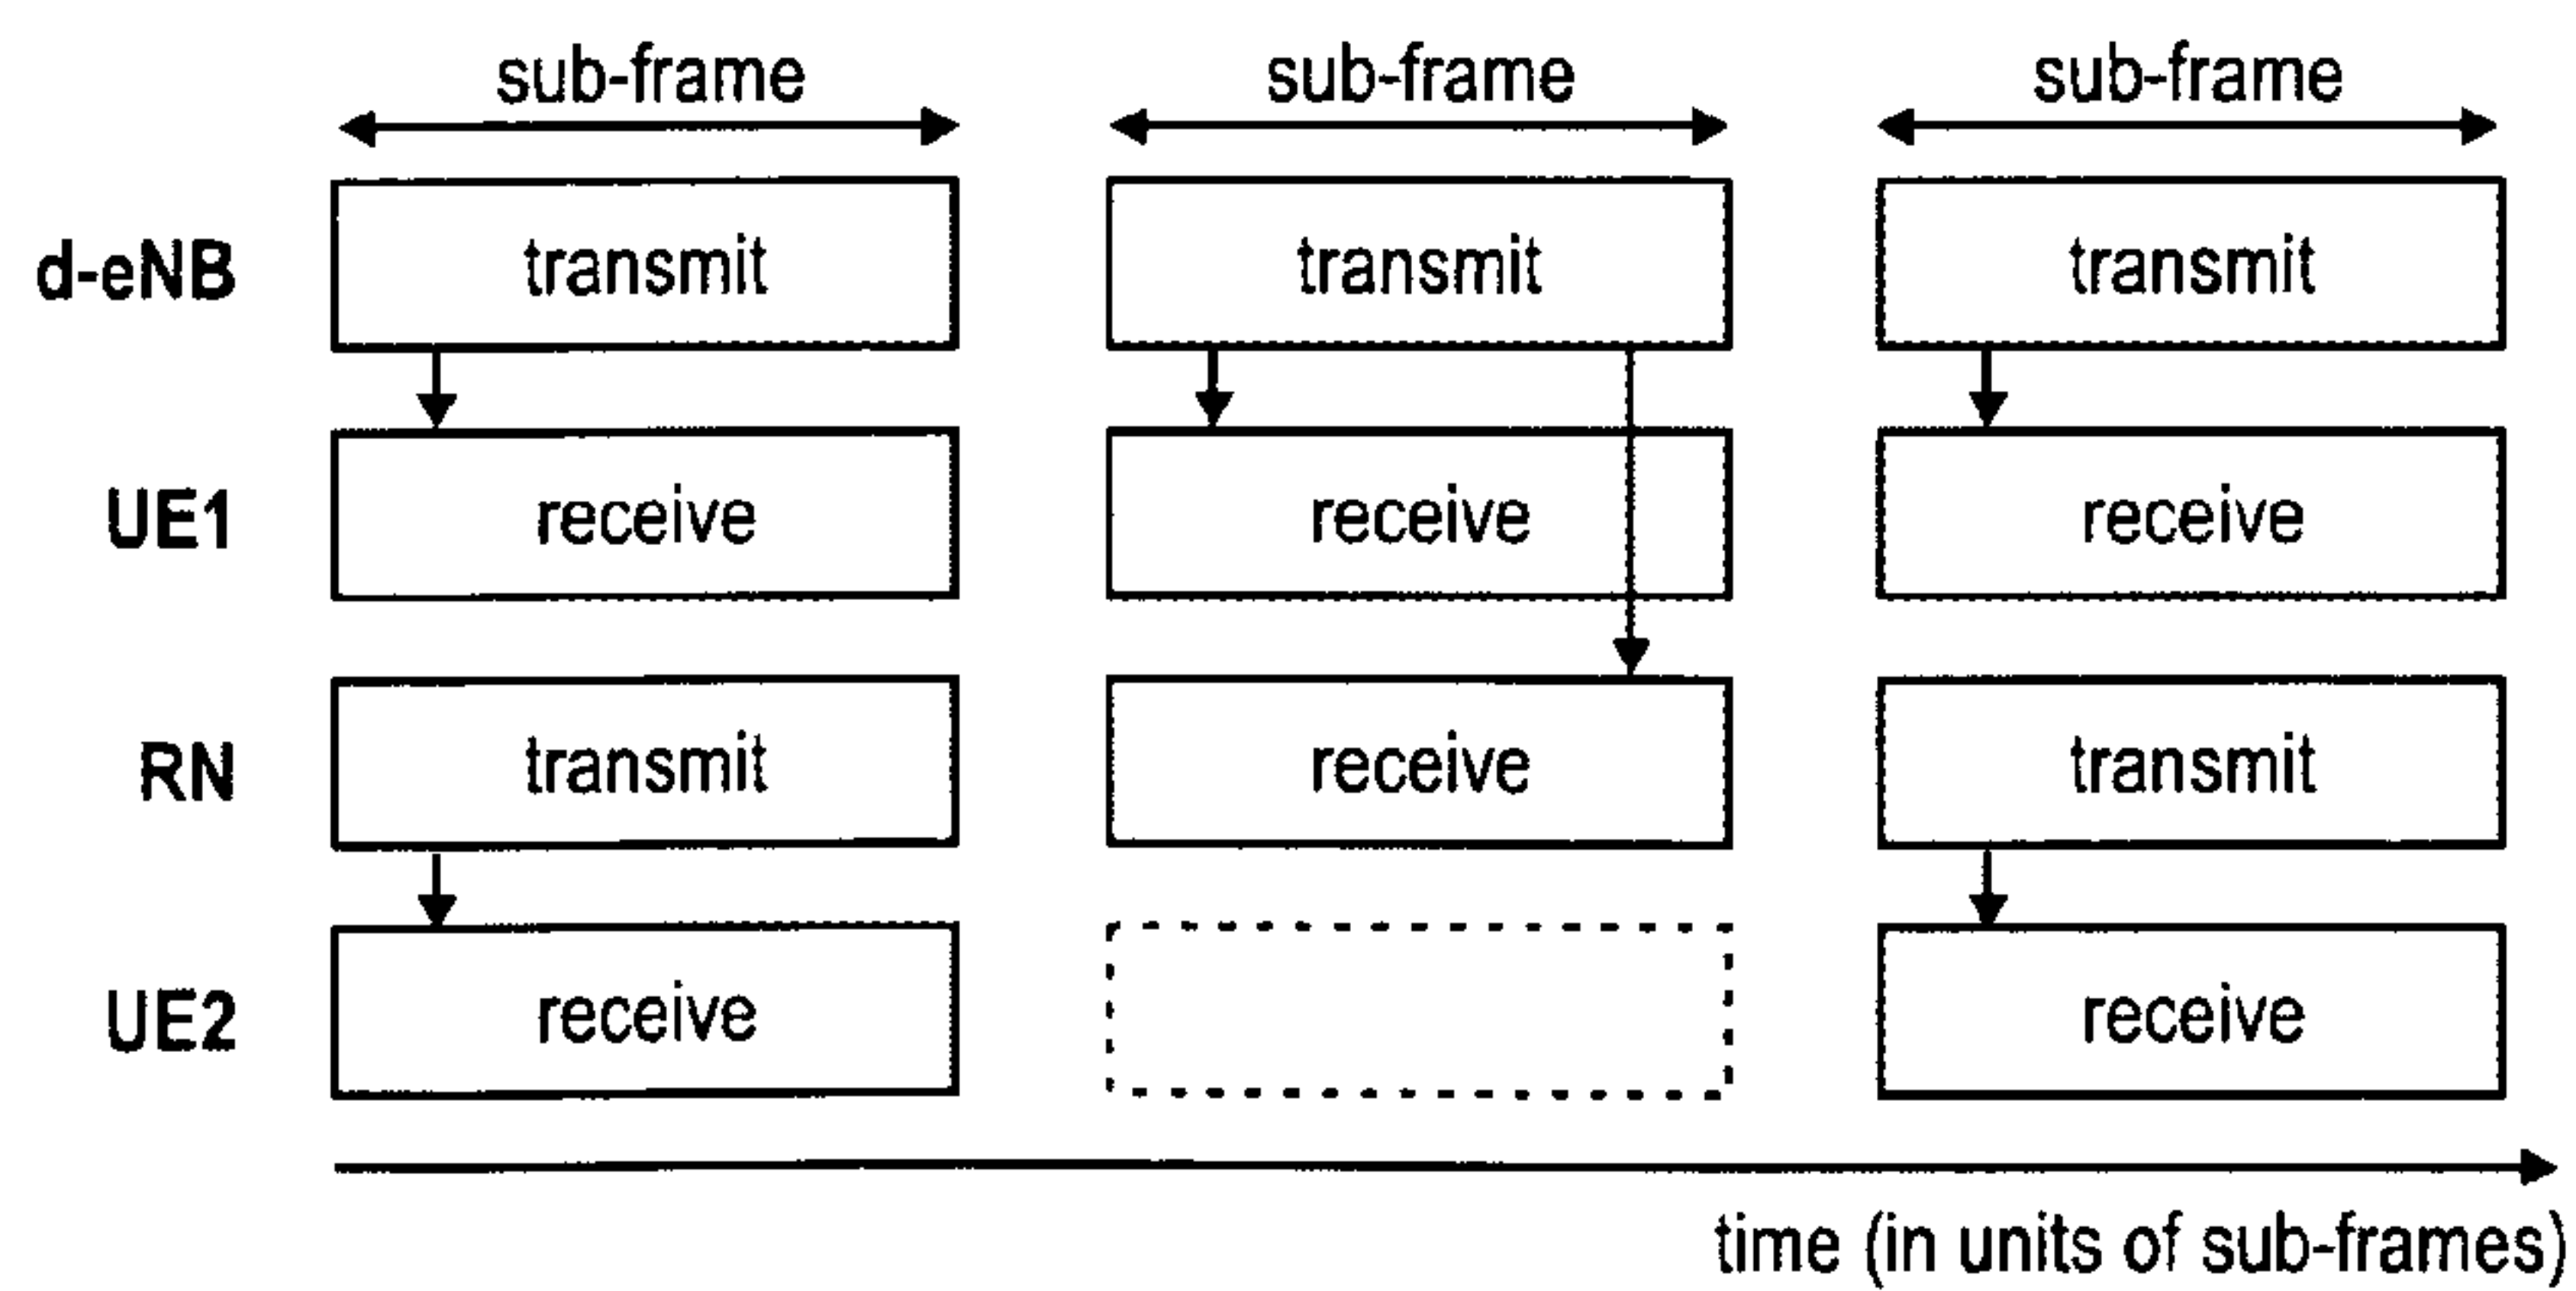 sub-frame sub-frame sub-frame
d-eNB transmit transmit transmit
UE1 receive receive receive
RN transmit receive transmit
UE2 receive receive
time (in units of sub-frames)